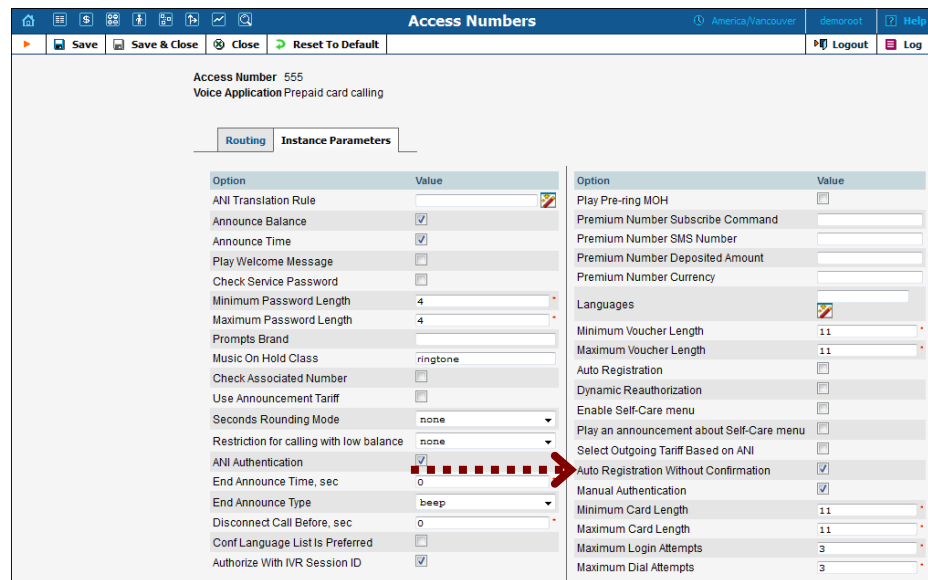 Access Numbers
America/Vancouver
demoroot
Help
Save
Save & Close
Close
Reset To Default
Logout
Log
Access Number 555
Voice Application Prepaid card calling
Routing
Instance Parameters
Option Value
ANI Translation Rule
Announce Balance
Announce Time
Play Welcome Message
Check Service Password
Minimum Password Length 4 *
Maximum Password Length 4 *
Prompts Brand
Music On Hold Class ringtone
Check Associated Number
Use Announcement Tariff
Seconds Rounding Mode none
Restriction for calling with low balance none
ANI Authentication
End Announce Time, sec 0 *
End Announce Type beep
Disconnect Call Before, sec 0 *
Conf Language List Is Preferred
Authorize With IVR Session ID
Option Value
Play Pre-ring MOH
Premium Number Subscribe Command
Premium Number SMS Number
Premium Number Deposited Amount
Premium Number Currency
Languages
Minimum Voucher Length 11 *
Maximum Voucher Length 11 *
Auto Registration
Dynamic Reauthorization
Enable Self-Care menu
Play an announcement about Self-Care menu
Select Outgoing Tariff Based on ANI
Auto Registration Without Confirmation
Manual Authentication
Minimum Card Length 11 *
Maximum Card Length 11 *
Maximum Login Attempts 3 *
Maximum Dial Attempts 3 *